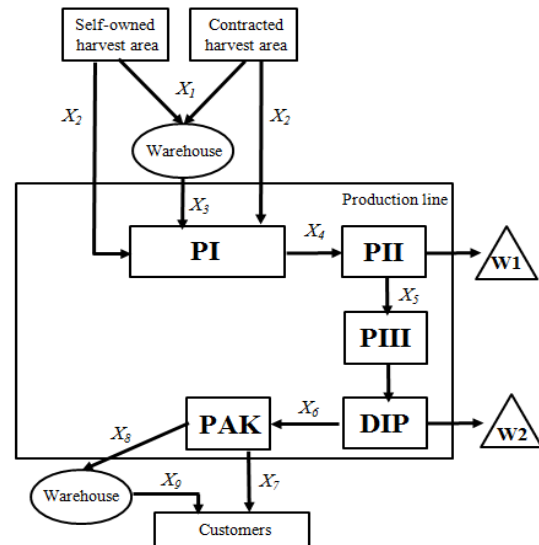 Self-owned
harvest area
Contracted
harvest area
X1
X2
X2
Warehouse
Production line
X3
X4
PI
PII
W1
X5
PIII
X6
PAK
DIP
W2
X8
X9
X7
Warehouse
Customers